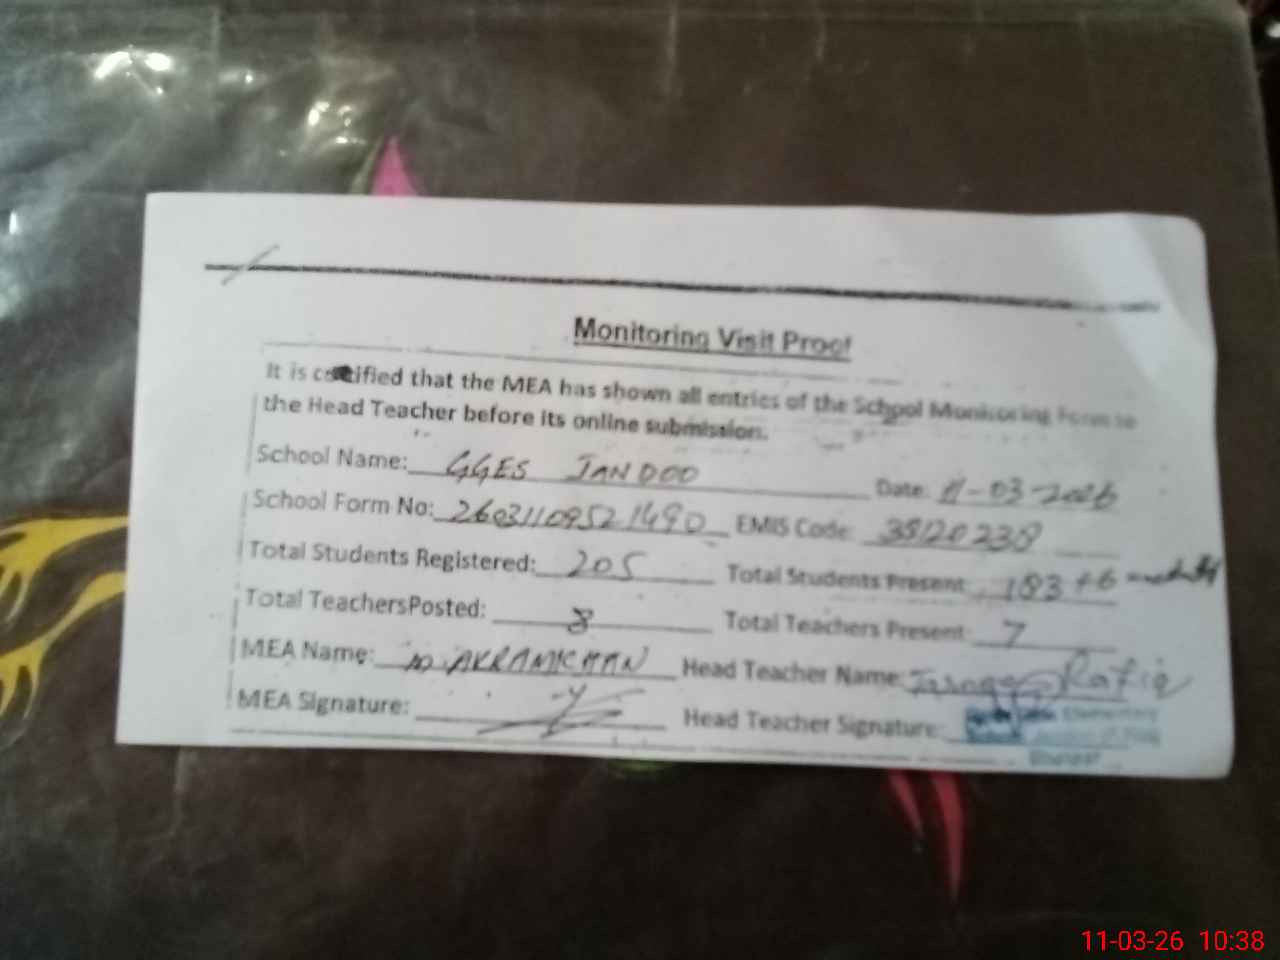 Monitoring Visit Proof
It is certified that the MEA has shown all entries of the School Monitoring Form to
the Head Teacher before its online submission.
School Name: GGES JANDOO Date: 11-03-2026
School Form No: 26031109521490 EMIS Code: 35120238
Total Students Registered: 205 Total Students Present: 183+6
Total TeachersPosted: 8 Total Teachers Present: 7
MEA Name: M. AKRAM KHAN Head Teacher Name: Rafiq
MEA Signature: Head Teacher Signature:
Elementary
11-03-26 10:38